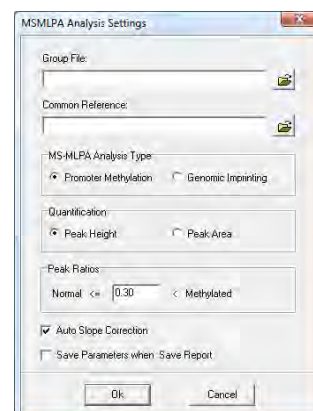 MSMLPA Analysis Settings
Group File:
Common Reference:
MS-MLPA Analysis Type
Promoter Methylation Genomic Imprinting
Quantification
Peak Height Peak Area
Peak Ratios
Normal <= 0.30 < Methylated
Auto Slope Correction
Save Parameters when Save Report
Ok Cancel